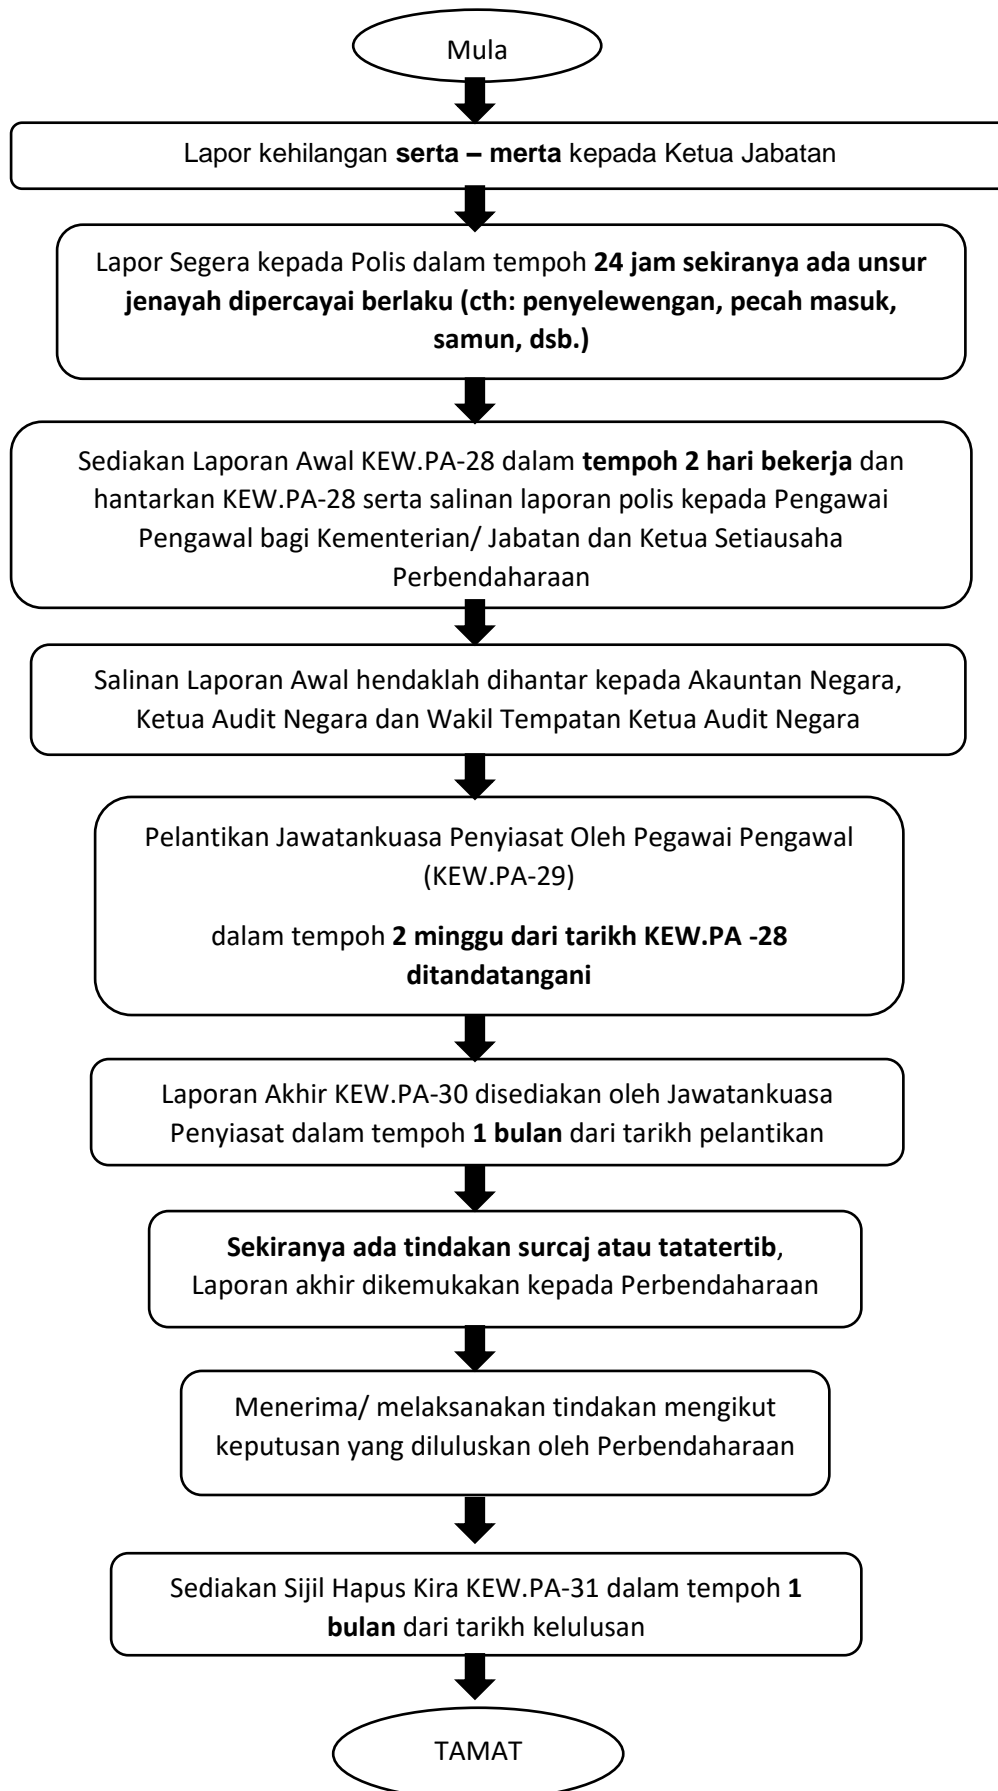 Mula
Lapor kehilangan serta – merta kepada Ketua Jabatan
Lapor Segera kepada Polis dalam tempoh 24 jam sekiranya ada unsur
jenayah dipercayai berlaku (cth: penyelewengan, pecah masuk,
samun, dsb.)
Sediakan Laporan Awal KEW.PA-28 dalam tempoh 2 hari bekerja dan
hantarkan KEW.PA-28 serta salinan laporan polis kepada Pengawai
Pengawal bagi Kementerian/ Jabatan dan Ketua Setiausaha
Perbendaharaan
Salinan Laporan Awal hendaklah dihantar kepada Akauntan Negara,
Ketua Audit Negara dan Wakil Tempatan Ketua Audit Negara
Pelantikan Jawatankuasa Penyiasat Oleh Pegawai Pengawal
(KEW.PA-29)
dalam tempoh 2 minggu dari tarikh KEW.PA -28
ditandatangani
Laporan Akhir KEW.PA-30 disediakan oleh Jawatankuasa
Penyiasat dalam tempoh 1 bulan dari tarikh pelantikan
Sekiranya ada tindakan surcaj atau tatatertib,
Laporan akhir dikemukakan kepada Perbendaharaan
Menerima/ melaksanakan tindakan mengikut
keputusan yang diluluskan oleh Perbendaharaan
Sediakan Sijil Hapus Kira KEW.PA-31 dalam tempoh 1
bulan dari tarikh kelulusan
TAMAT